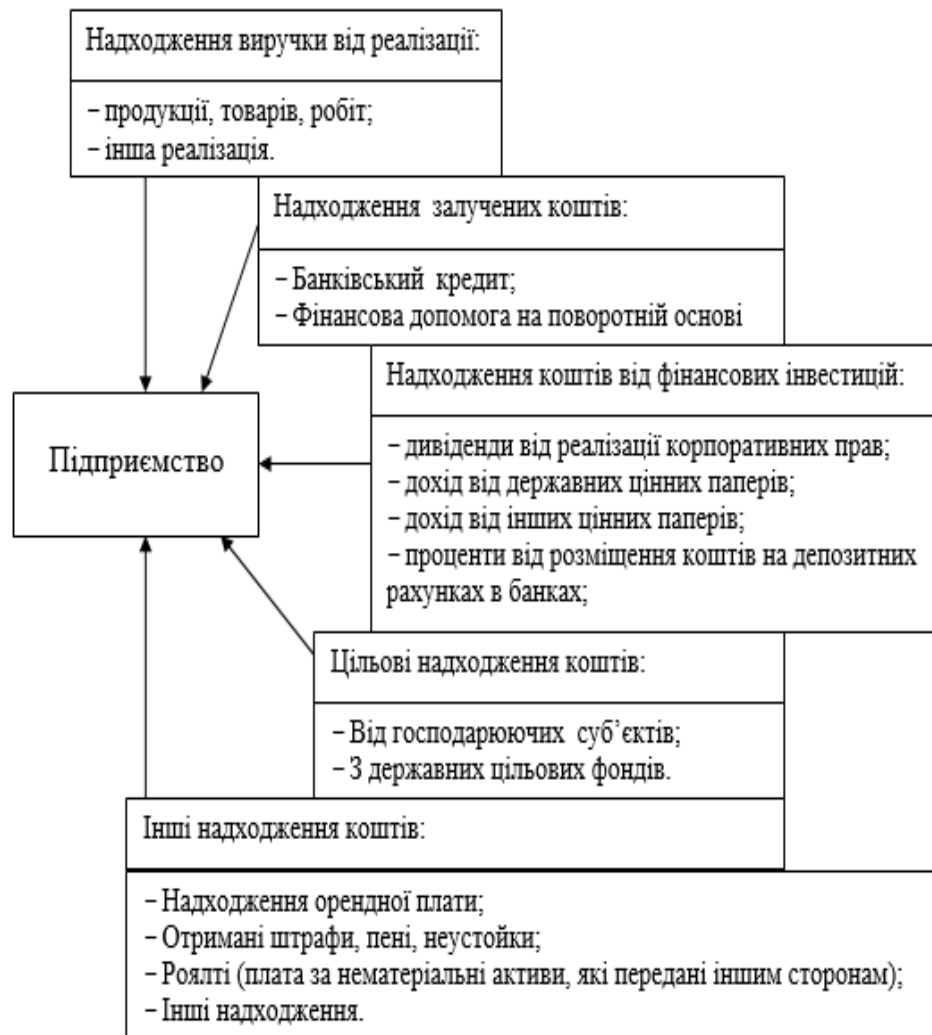 Надходження виручки від реалізації:
– продукції, товарів, робіт;
– інша реалізація.
Надходження залучених коштів:
– Банківський кредит;
– Фінансова допомога на поворотній основі
Надходження коштів від фінансових інвестицій:
– дивіденди від реалізації корпоративних прав;
– дохід від державних цінних паперів;
– дохід від інших цінних паперів;
– проценти від розміщення коштів на депозитних
рахунках в банках;
Підприємство
Цільові надходження коштів:
– Від господарюючих суб’єктів;
– З державних цільових фондів.
Інші надходження коштів:
– Надходження орендної плати;
– Отримані штрафи, пені, неустойки;
– Роялті (плата за нематеріальні активи, які передані іншим сторонам);
– Інші надходження.